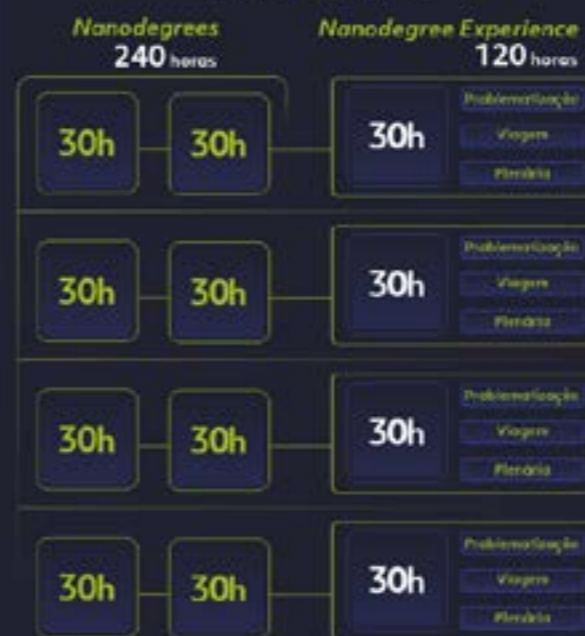 Nanodegrees
240 horas
Nanodegree Experience
120 horas
30h
30h
30h
Problematização
Viagem
Plenária
30h
30h
30h
Problematização
Viagem
Plenária
30h
30h
30h
Problematização
Viagem
Plenária
30h
30h
30h
Problematização
Viagem
Plenária